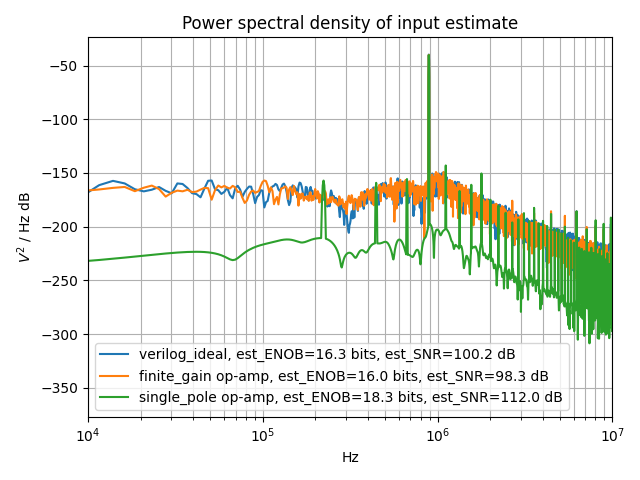 Power spectral density of input estimate
−50
−100
−150
−200
−250
−300
−350
V² / Hz dB
verilog_ideal, est_ENOB=16.3 bits, est_SNR=100.2 dB
finite_gain op-amp, est_ENOB=16.0 bits, est_SNR=98.3 dB
single_pole op-amp, est_ENOB=18.3 bits, est_SNR=112.0 dB
10⁴ 10⁵ 10⁶ 10⁷
Hz